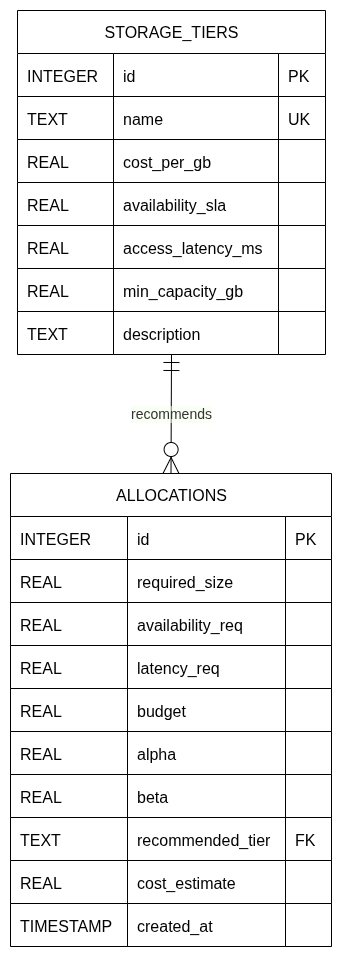 STORAGE_TIERS
INTEGER id PK
TEXT name UK
REAL cost_per_gb
REAL availability_sla
REAL access_latency_ms
REAL min_capacity_gb
TEXT description
recommends
ALLOCATIONS
INTEGER id PK
REAL required_size
REAL availability_req
REAL latency_req
REAL budget
REAL alpha
REAL beta
TEXT recommended_tier FK
REAL cost_estimate
TIMESTAMP created_at